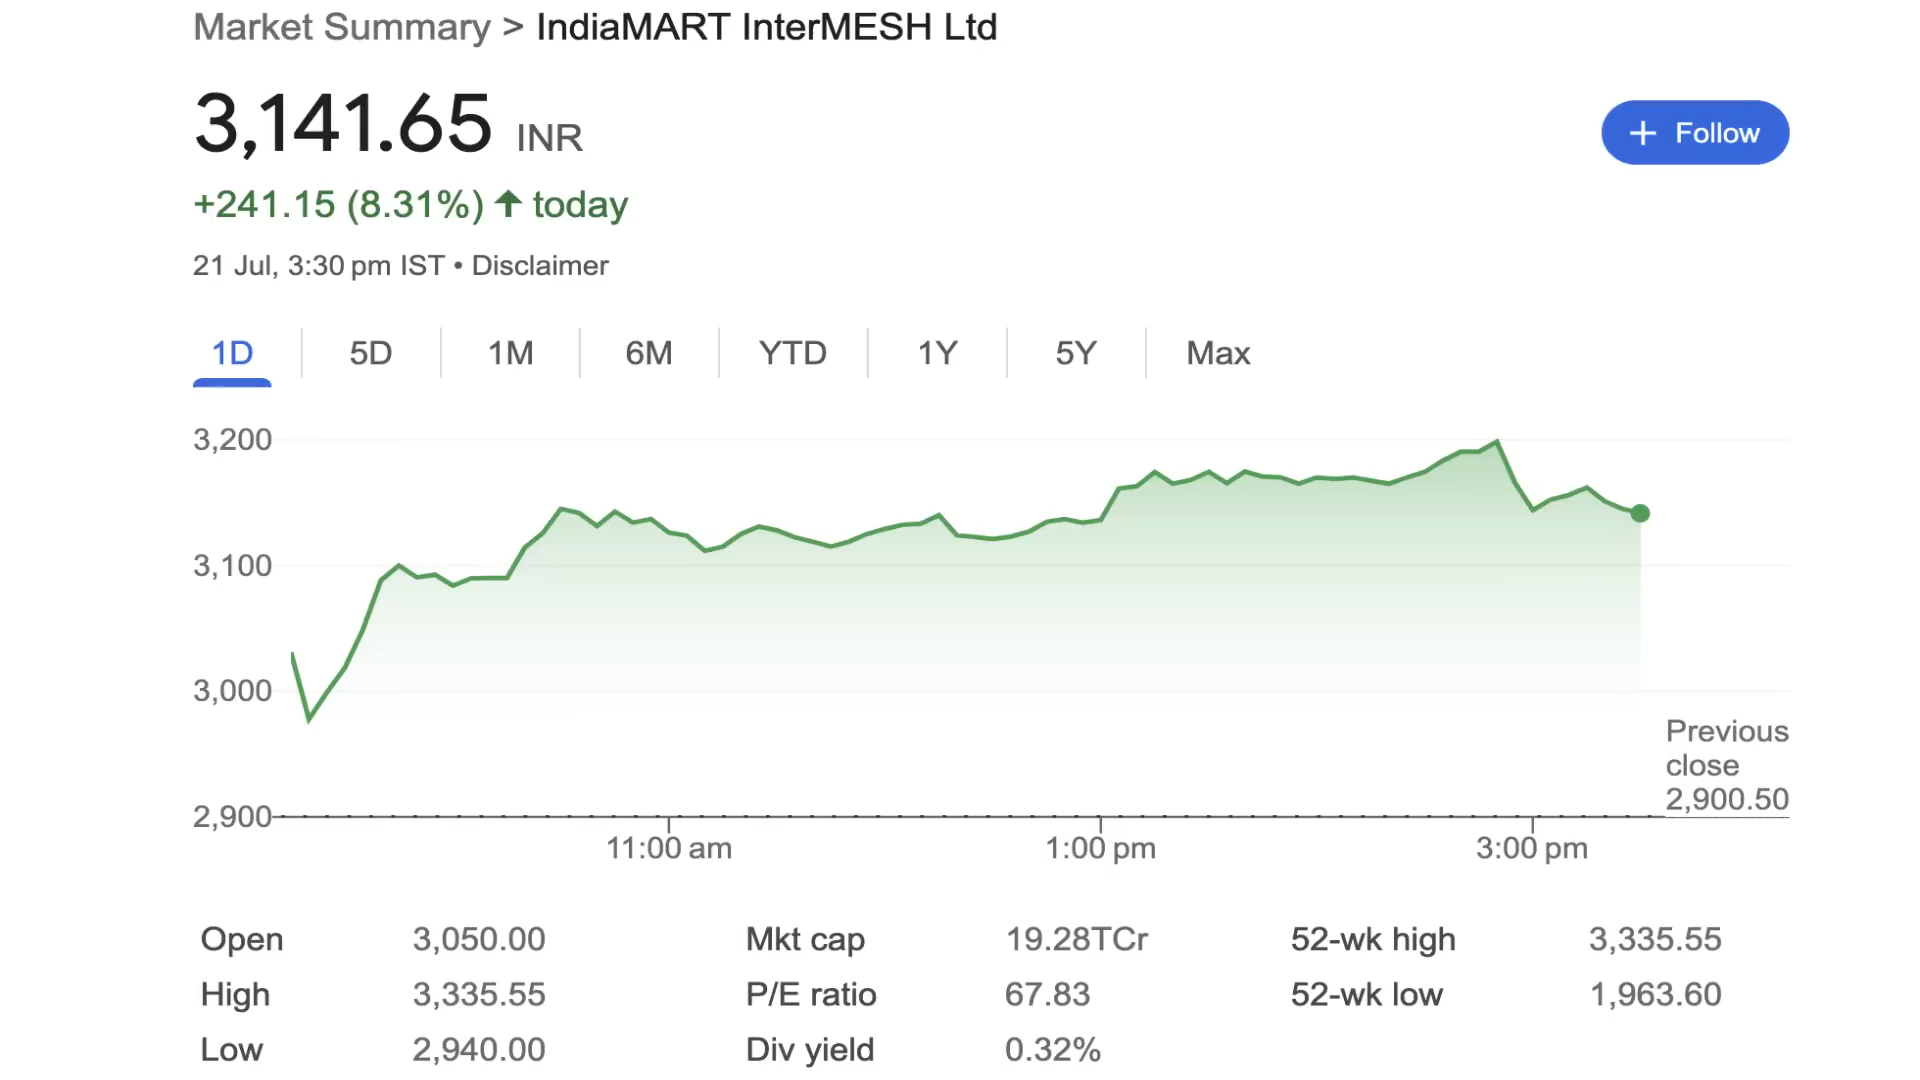 Market Summary > IndiaMART InterMESH Ltd
3,141.65 INR
+ Follow
+241.15 (8.31%) ↑ today
21 Jul, 3:30 pm IST • Disclaimer
1D 5D 1M 6M YTD 1Y 5Y Max
3,200
3,100
3,000
Previous
close
2,900.50
2,900
11:00 am 1:00 pm 3:00 pm
Open 3,050.00 Mkt cap 19.28TCr 52-wk high 3,335.55
High 3,335.55 P/E ratio 67.83 52-wk low 1,963.60
Low 2,940.00 Div yield 0.32%